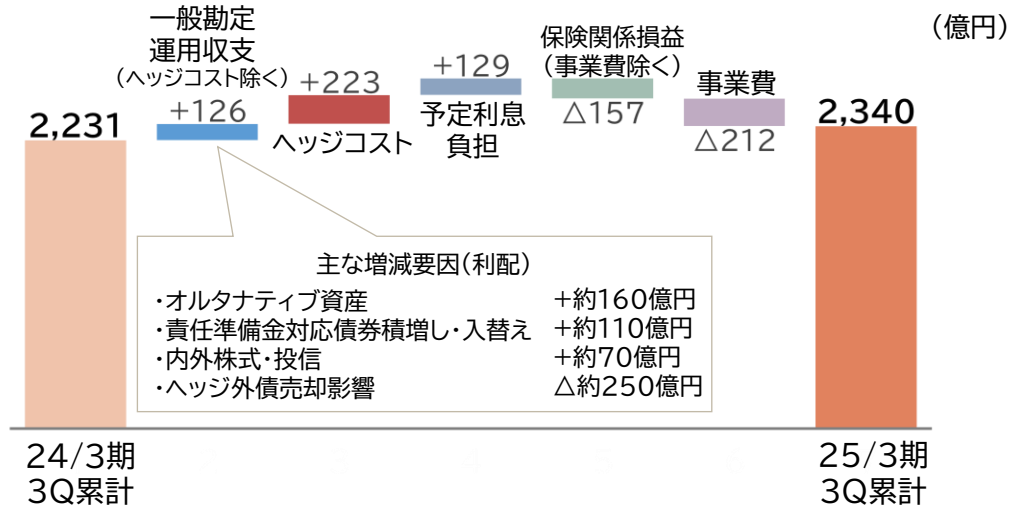 (億円)
一般勘定
運用収支
(ヘッジコスト除く)
+126
+223
ヘッジコスト
+129
予定利息
負担
保険関係損益
(事業費除く)
△157
事業費
△212
2,231
2,340
主な増減要因(利配)
・オルタナティブ資産 +約160億円
・責任準備金対応債券積増し・入替え +約110億円
・内外株式・投信 +約70億円
・ヘッジ外債売却影響 △約250億円
24/3期
3Q累計
25/3期
3Q累計